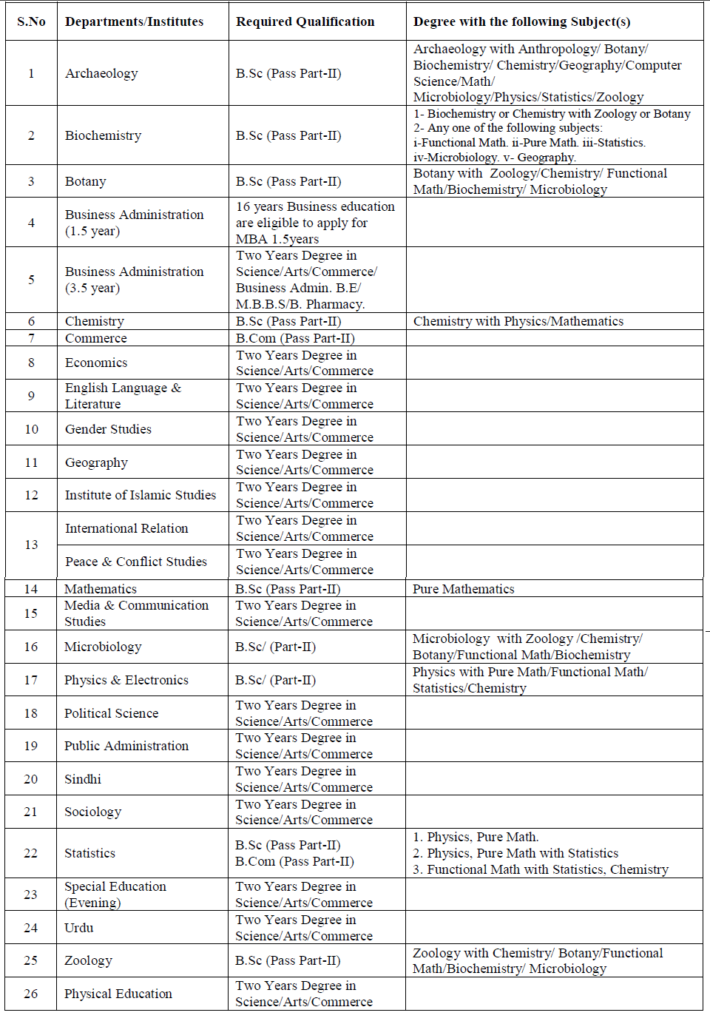 S.No Departments/Institutes Required Qualification Degree with the following Subject(s)
1 Archaeology B.Sc (Pass Part-II) Archaeology with Anthropology/ Botany/
Biochemistry/ Chemistry/Geography/Computer
Science/Math/
Microbiology/Physics/Statistics/Zoology
2 Biochemistry B.Sc (Pass Part-II) 1- Biochemistry or Chemistry with Zoology or Botany
2- Any one of the following subjects:
i-Functional Math. ii-Pure Math. iii-Statistics.
iv-Microbiology. v- Geography.
3 Botany B.Sc (Pass Part-II) Botany with Zoology/Chemistry/ Functional
Math/Biochemistry/ Microbiology
4 Business Administration
(1.5 year) 16 years Business education
are eligible to apply for
MBA 1.5years
5 Business Administration
(3.5 year) Two Years Degree in
Science/Arts/Commerce/
Business Admin. B.E/
M.B.B.S/B. Pharmacy.
6 Chemistry B.Sc (Pass Part-II) Chemistry with Physics/Mathematics
7 Commerce B.Com (Pass Part-II)
8 Economics Two Years Degree in
Science/Arts/Commerce
9 English Language &
Literature Two Years Degree in
Science/Arts/Commerce
10 Gender Studies Two Years Degree in
Science/Arts/Commerce
11 Geography Two Years Degree in
Science/Arts/Commerce
12 Institute of Islamic Studies Two Years Degree in
Science/Arts/Commerce
13 International Relation Two Years Degree in
Science/Arts/Commerce
Peace & Conflict Studies Two Years Degree in
Science/Arts/Commerce
14 Mathematics B.Sc (Pass Part-II) Pure Mathematics
15 Media & Communication
Studies Two Years Degree in
Science/Arts/Commerce
16 Microbiology B.Sc/ (Part-II) Microbiology with Zoology /Chemistry/
Botany/Functional Math/Biochemistry
17 Physics & Electronics B.Sc/ (Part-II) Physics with Pure Math/Functional Math/
Statistics/Chemistry
18 Political Science Two Years Degree in
Science/Arts/Commerce
19 Public Administration Two Years Degree in
Science/Arts/Commerce
20 Sindhi Two Years Degree in
Science/Arts/Commerce
21 Sociology Two Years Degree in
Science/Arts/Commerce
22 Statistics B.Sc (Pass Part-II)
B.Com (Pass Part-II) 1. Physics, Pure Math.
2. Physics, Pure Math with Statistics
3. Functional Math with Statistics, Chemistry
23 Special Education
(Evening) Two Years Degree in
Science/Arts/Commerce
24 Urdu Two Years Degree in
Science/Arts/Commerce
25 Zoology B.Sc (Pass Part-II) Zoology with Chemistry/ Botany/Functional
Math/Biochemistry/ Microbiology
26 Physical Education Two Years Degree in
Science/Arts/Commerce